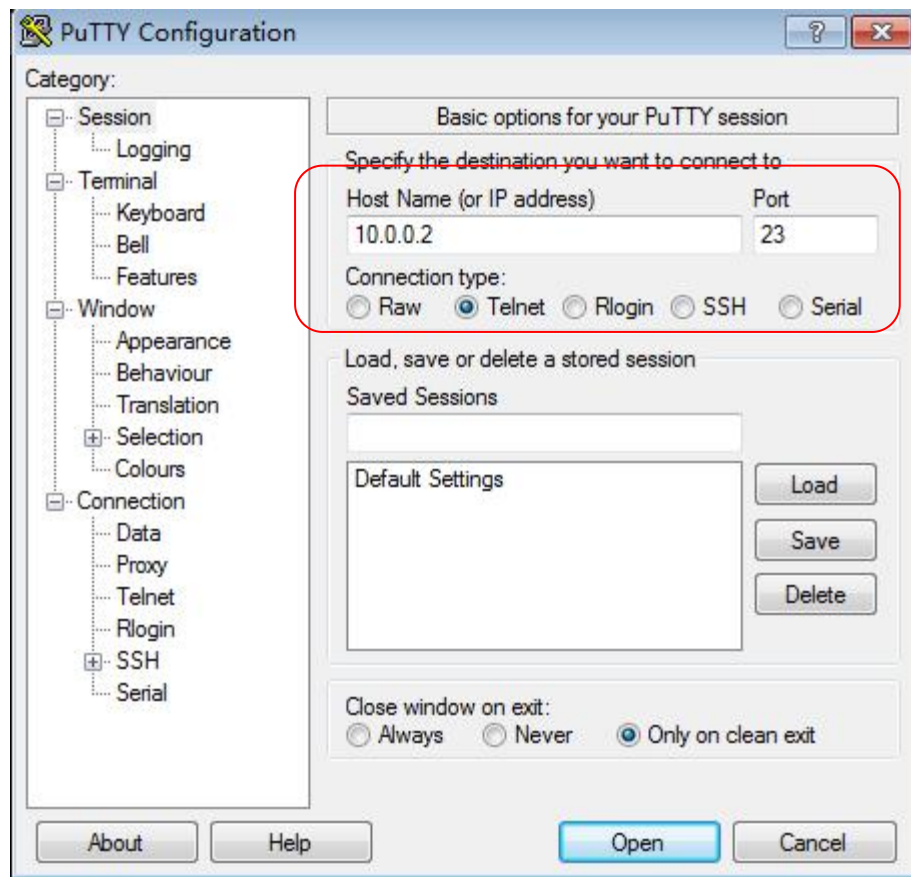 PuTTY Configuration
?
Category:
Session
Logging
Terminal
Keyboard
Bell
Features
Window
Appearance
Behaviour
Translation
Selection
Colours
Connection
Data
Proxy
Telnet
Rlogin
SSH
Serial
Basic options for your PuTTY session
Specify the destination you want to connect to
Host Name (or IP address) Port
10.0.0.2 23
Connection type:
Raw Telnet Rlogin SSH Serial
Load, save or delete a stored session
Saved Sessions
Default Settings
Load
Save
Delete
Close window on exit:
Always Never Only on clean exit
About Help Open Cancel